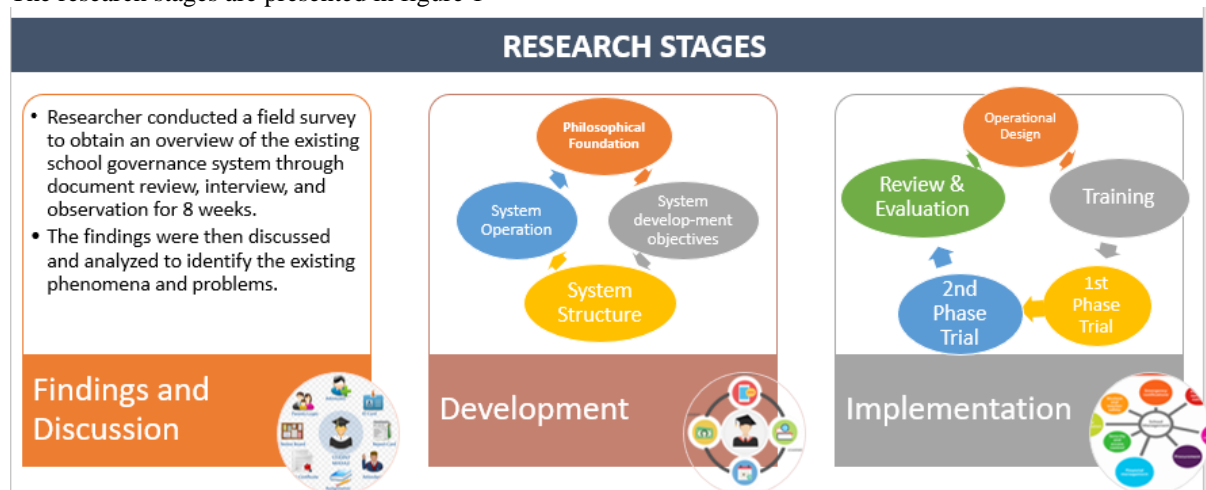 The research stages are presented in figure 1
RESEARCH STAGES
• Researcher conducted a field survey
to obtain an overview of the existing
school governance system through
document review, interview, and
observation for 8 weeks.
• The findings were then discussed
and analyzed to identify the existing
phenomena and problems.
Findings and
Discussion
Philosophical
Foundation
System
develop-ment
objectives
System
Structure
System
Operation
Development
Operational
Design
Training
1st
Phase
Trial
2nd
Phase
Trial
Review &
Evaluation
Implementation